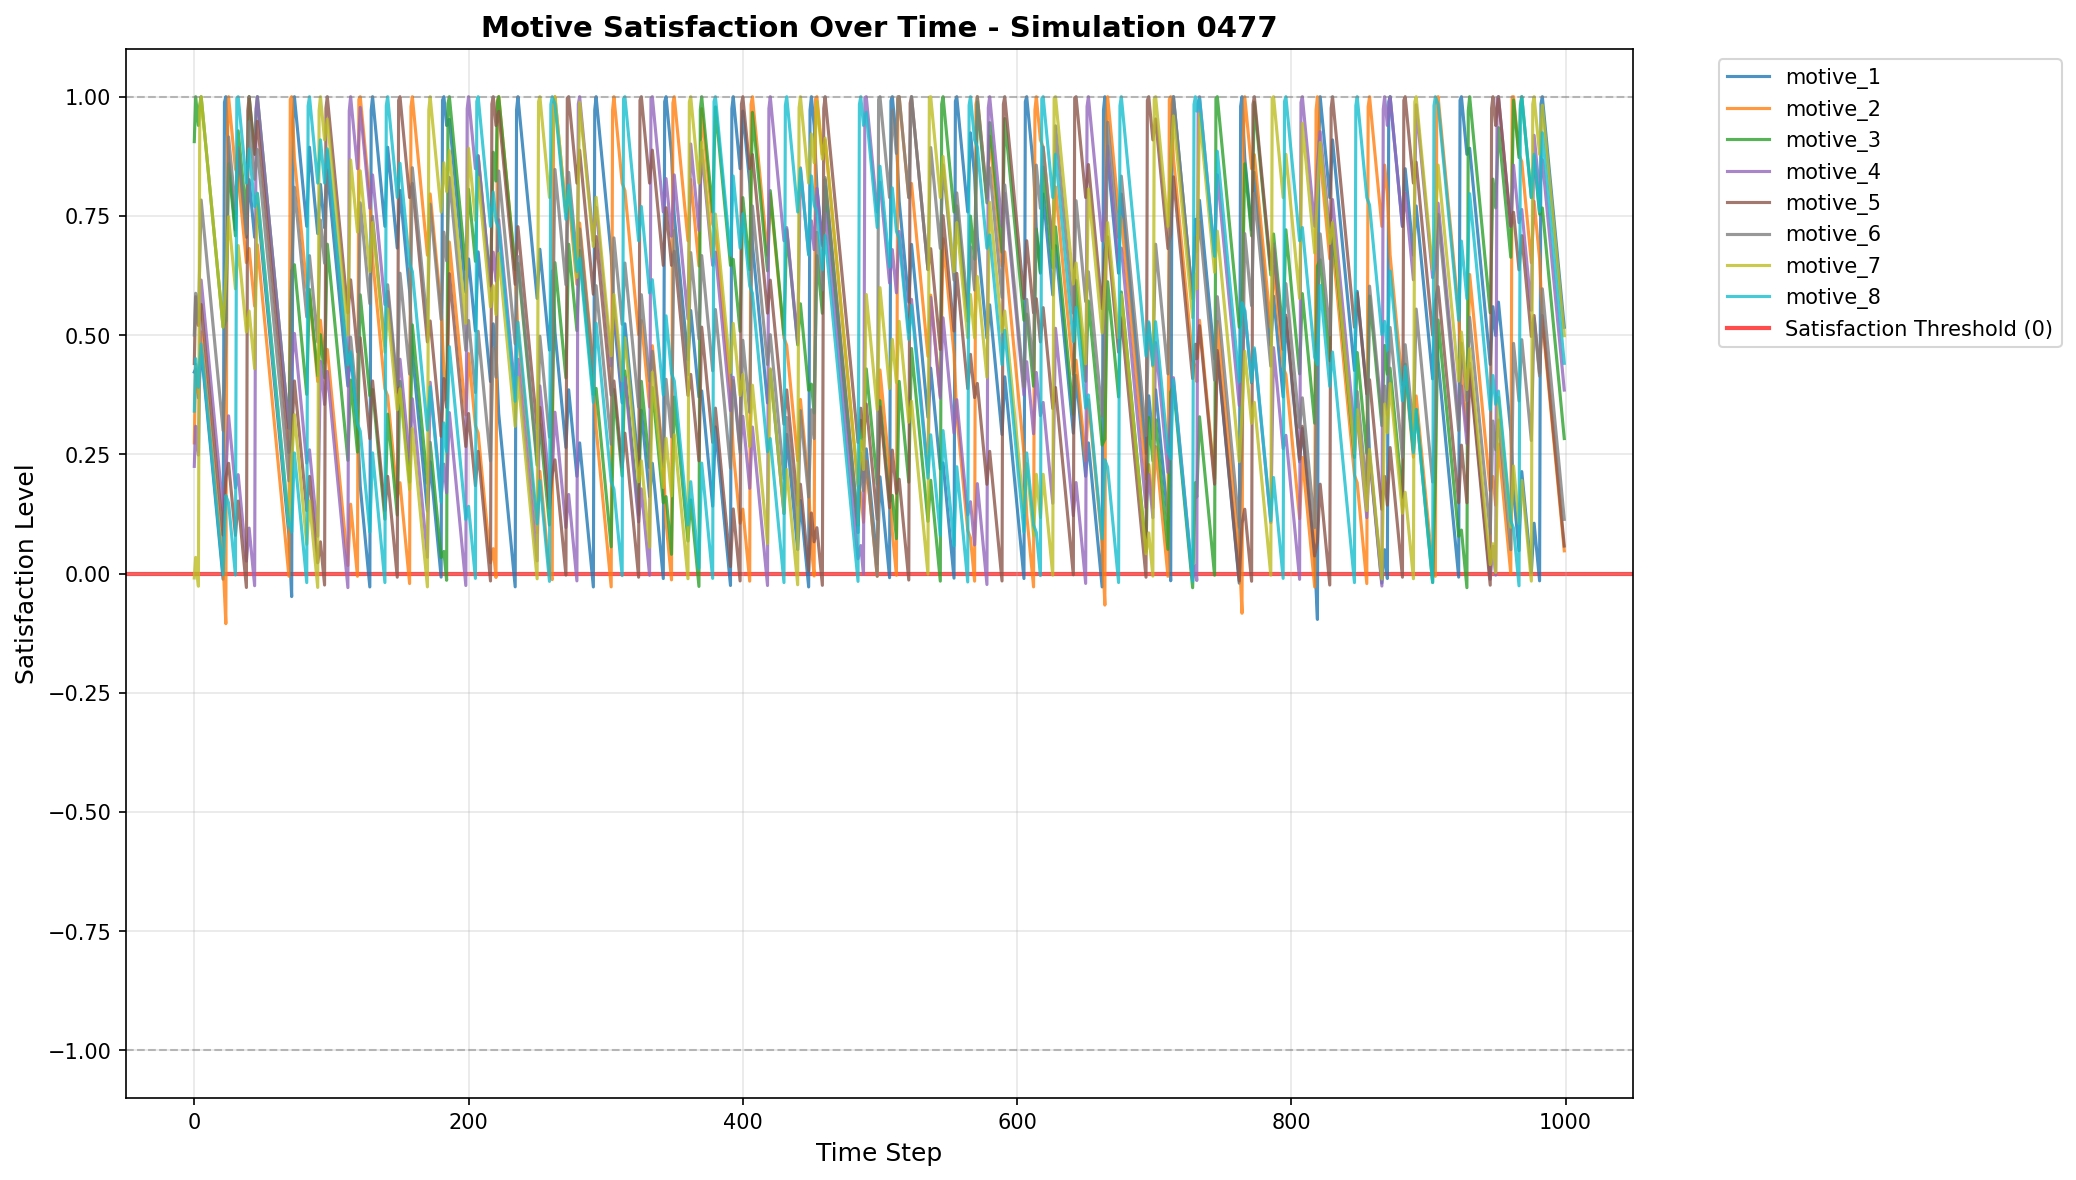 Motive Satisfaction Over Time - Simulation 0477
Satisfaction Level
1.00
0.75
0.50
0.25
0.00
−0.25
−0.50
−0.75
−1.00
0
200
400
600
800
1000
Time Step
motive_1
motive_2
motive_3
motive_4
motive_5
motive_6
motive_7
motive_8
Satisfaction Threshold (0)